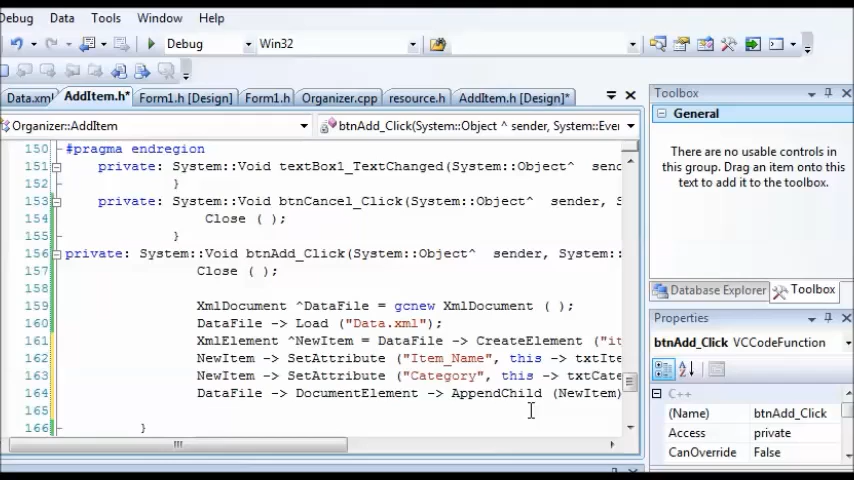 Debug Data Tools Window Help
Debug Win32
Data.xml AddItem.h* Form1.h [Design] Form1.h Organizer.cpp resource.h AddItem.h [Design]*
Organizer::AddItem btnAdd_Click(System::Object ^ sender, System::Eve
150 #pragma endregion
151 private: System::Void textBox1_TextChanged(System::Object^ send
152 }
153 private: System::Void btnCancel_Click(System::Object^ sender, S
154 Close ( );
155 }
156 private: System::Void btnAdd_Click(System::Object^ sender, System::
157 Close ( );
158
159 XmlDocument ^DataFile = gcnew XmlDocument ( );
160 DataFile -> Load ("Data.xml");
161 XmlElement ^NewItem = DataFile -> CreateElement ("it
162 NewItem -> SetAttribute ("Item_Name", this -> txtIte
163 NewItem -> SetAttribute ("Category", this -> txtCate
164 DataFile -> DocumentElement -> AppendChild (NewItem)
165
166 }
Toolbox
General
There are no usable controls in
this group. Drag an item onto this
text to add it to the toolbox.
Database Explorer Toolbox
Properties
btnAdd_Click VCCodeFunction
C++
(Name) btnAdd_Click
Access private
CanOverride False